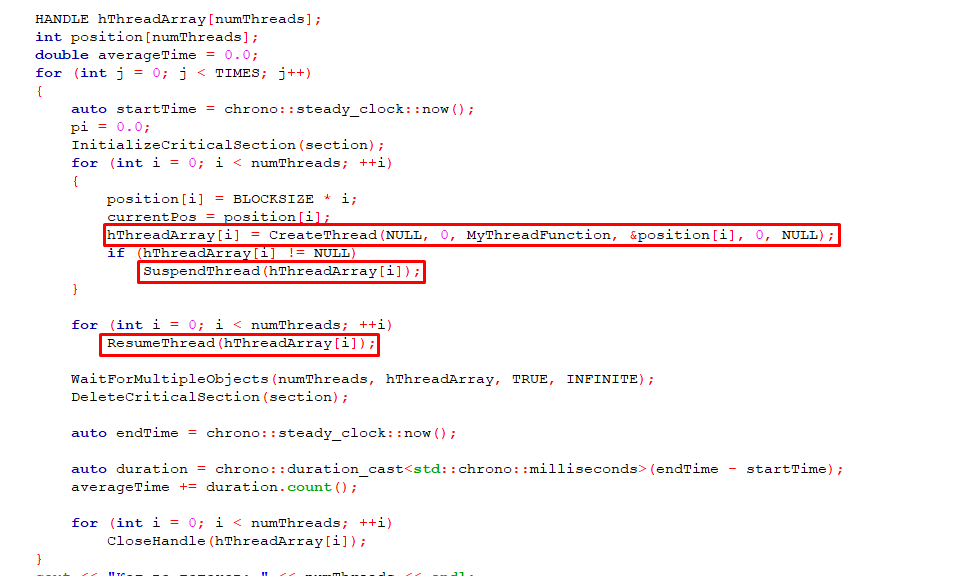 HANDLE hThreadArray[numThreads];
int position[numThreads];
double averageTime = 0.0;
for (int j = 0; j < TIMES; j++)
{
auto startTime = chrono::steady_clock::now();
pi = 0.0;
InitializeCriticalSection(section);
for (int i = 0; i < numThreads; ++i)
{
position[i] = BLOCKSIZE * i;
currentPos = position[i];
hThreadArray[i] = CreateThread(NULL, 0, MyThreadFunction, &position[i], 0, NULL);
if (hThreadArray[i] != NULL)
SuspendThread(hThreadArray[i]);
}
for (int i = 0; i < numThreads; ++i)
ResumeThread(hThreadArray[i]);
WaitForMultipleObjects(numThreads, hThreadArray, TRUE, INFINITE);
DeleteCriticalSection(section);
auto endTime = chrono::steady_clock::now();
auto duration = chrono::duration_cast<std::chrono::milliseconds>(endTime - startTime);
averageTime += duration.count();
for (int i = 0; i < numThreads; ++i)
CloseHandle(hThreadArray[i]);
}